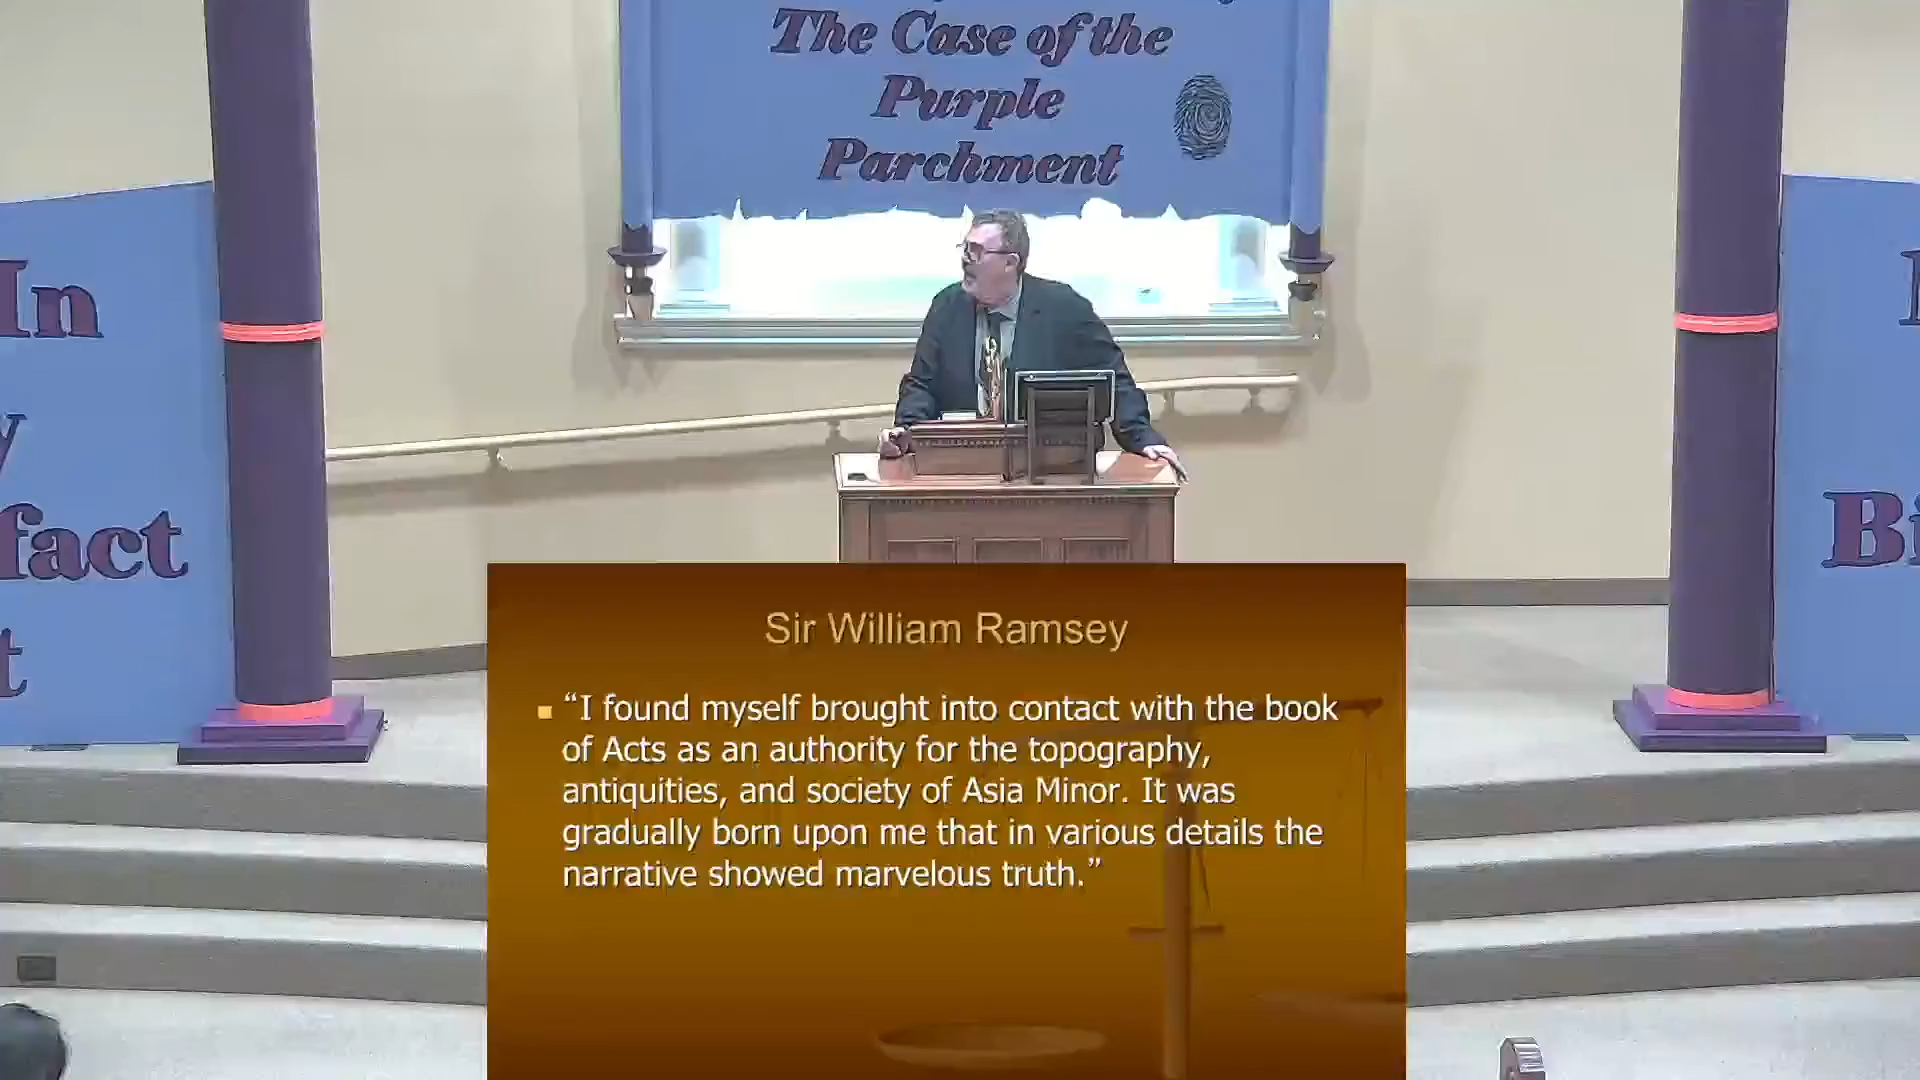 The Case of the
Purple
Parchment
In
y
fact
t
Bi
Sir William Ramsey
“I found myself brought into contact with the book
of Acts as an authority for the topography,
antiquities, and society of Asia Minor. It was
gradually born upon me that in various details the
narrative showed marvelous truth.”